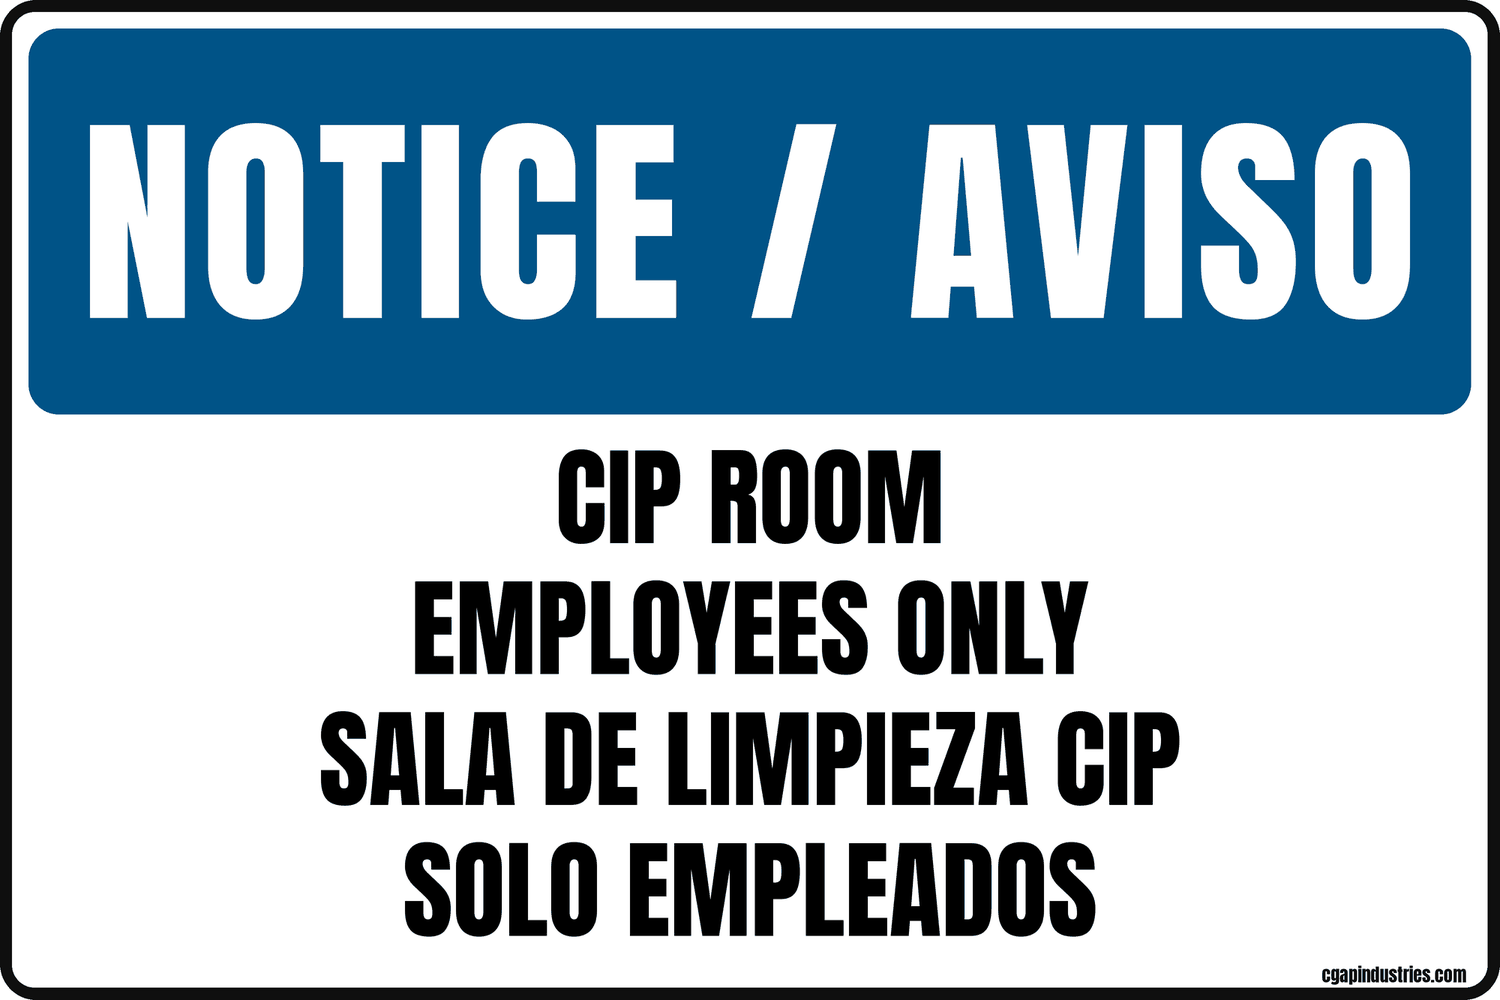 NOTICE / AVISO
CIP ROOM
EMPLOYEES ONLY
SALA DE LIMPIEZA CIP
SOLO EMPLEADOS
cgapindustries.com